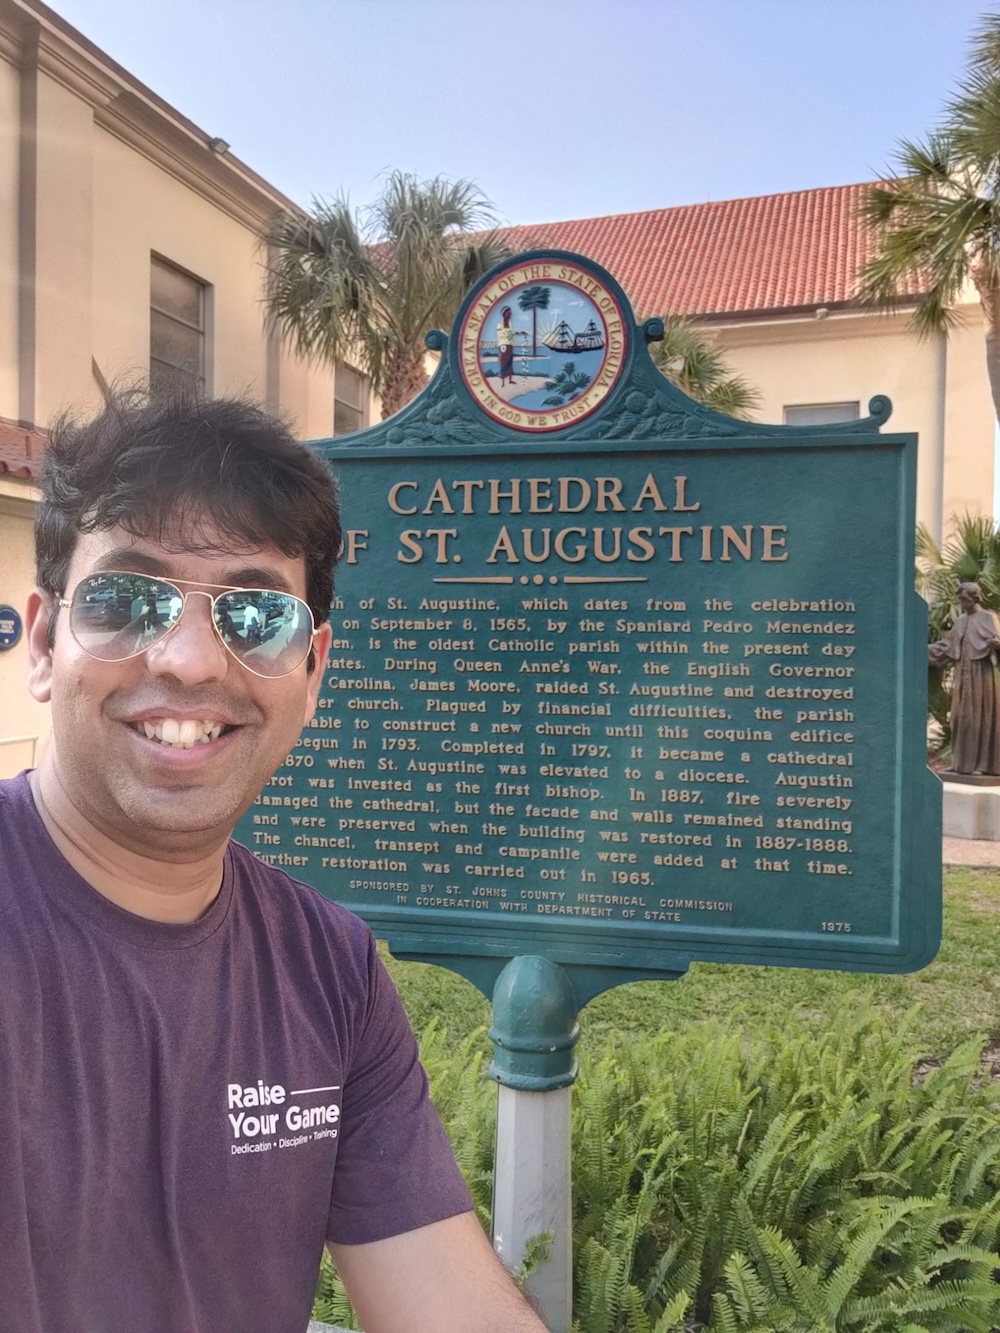 GREAT SEAL OF THE STATE OF FLORIDA
IN GOD WE TRUST
CATHEDRAL
OF ST. AUGUSTINE
of St. Augustine, which dates from the celebration
on September 8, 1565, by the Spaniard Pedro Menendez
is the oldest Catholic parish within the present day
During Queen Anne's War, the English Governor
Carolina, James Moore, raided St. Augustine and destroyed
church. Plagued by financial difficulties, the parish
to construct a new church until this coquina edifice
begun in 1793. Completed in 1797, it became a cathedral
1870 when St. Augustine was elevated to a diocese. Augustin
was invested as the first bishop. In 1887, fire severely
damaged the cathedral, but the facade and walls remained standing
and were preserved when the building was restored in 1887-1888.
The chancel, transept and campanile were added at that time.
Further restoration was carried out in 1965.
SPONSORED BY ST. JOHNS COUNTY HISTORICAL COMMISSION
IN COOPERATION WITH DEPARTMENT OF STATE
1975
Ray-Ban
Raise
Your Game
Dedication • Discipline • Training